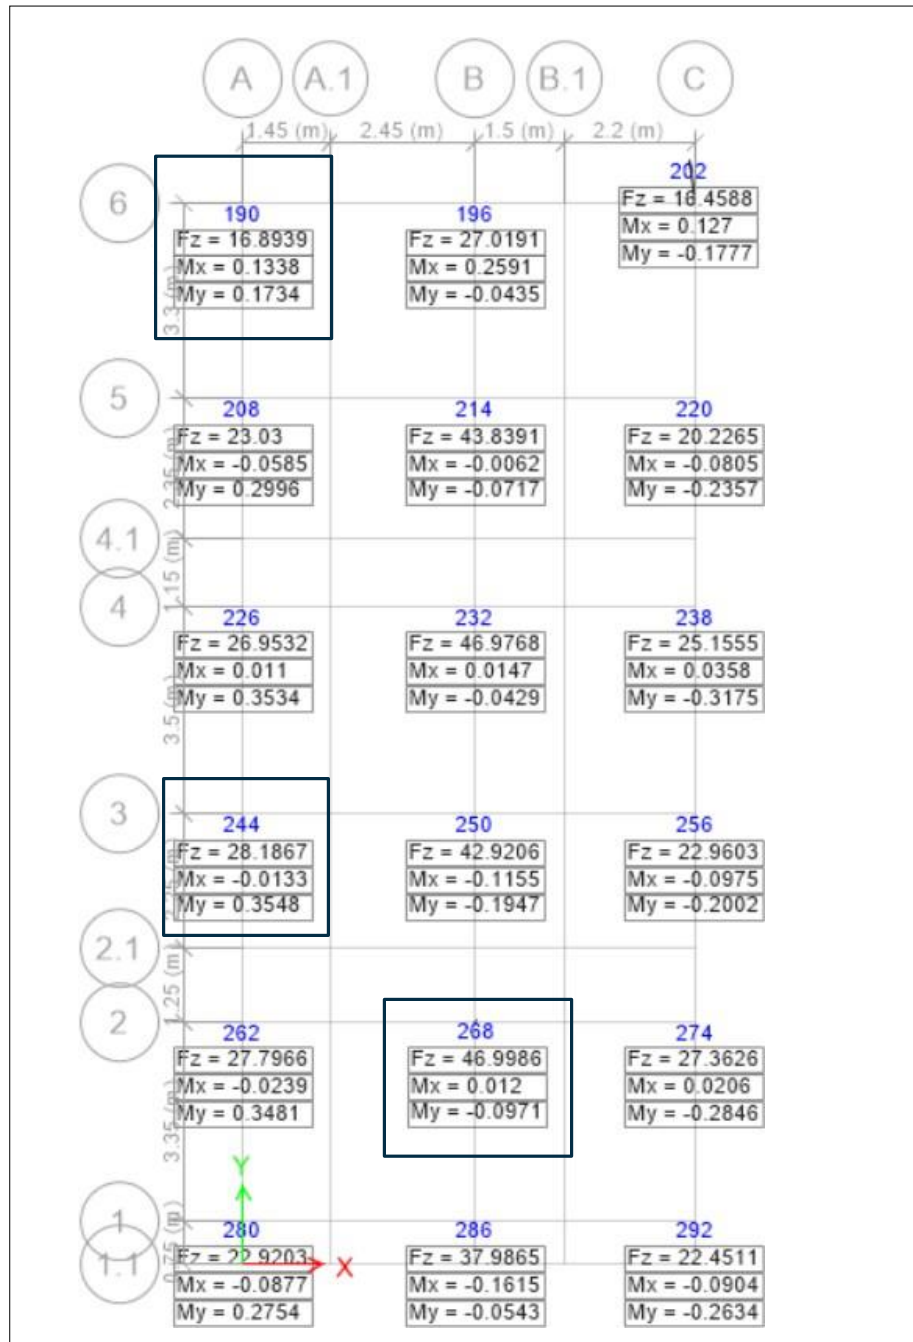 A A.1 B B.1 C
1.45 (m) 2.45 (m) 1.5 (m) 2.2 (m)
202
6
Fz = 16.4588
190 196
Mx = 0.127
Fz = 16.8939 Fz = 27.0191
My = -0.1777
Mx = 0.1338 Mx = 0.2591
My = 0.1734 My = -0.0435
3.3 (m)
5
208 214 220
Fz = 23.03 Fz = 43.8391 Fz = 20.2265
Mx = -0.0585 Mx = -0.0062 Mx = -0.0805
My = 0.2996 My = -0.0717 My = -0.2357
2.35 (m)
4.1
1.15 (m)
4
226 232 238
Fz = 26.9532 Fz = 46.9768 Fz = 25.1555
Mx = 0.011 Mx = 0.0147 Mx = 0.0358
My = 0.3534 My = -0.0429 My = -0.3175
3.5 (m)
3
244 250 256
Fz = 28.1867 Fz = 42.9206 Fz = 22.9603
Mx = -0.0133 Mx = -0.1155 Mx = -0.0975
My = 0.3548 My = -0.1947 My = -0.2002
2.1
1.25 (m)
2
262 268 274
Fz = 27.7966 Fz = 46.9986 Fz = 27.3626
Mx = -0.0239 Mx = 0.012 Mx = 0.0206
My = 0.3481 My = -0.0971 My = -0.2846
3.35 (m)
Y
1
0.75 (m)
280 286 292
1.1
Fz = 22.9203 X Fz = 37.9865 Fz = 22.4511
Mx = -0.0877 Mx = -0.1615 Mx = -0.0904
My = 0.2754 My = -0.0543 My = -0.2634